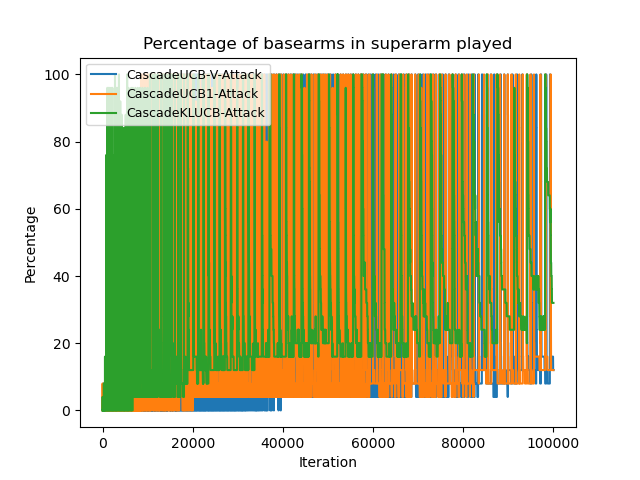 Percentage of basearms in superarm played
CascadeUCB-V-Attack
CascadeUCB1-Attack
CascadeKLUCB-Attack
100
80
60
40
20
0
Percentage
0 20000 40000 60000 80000 100000
Iteration